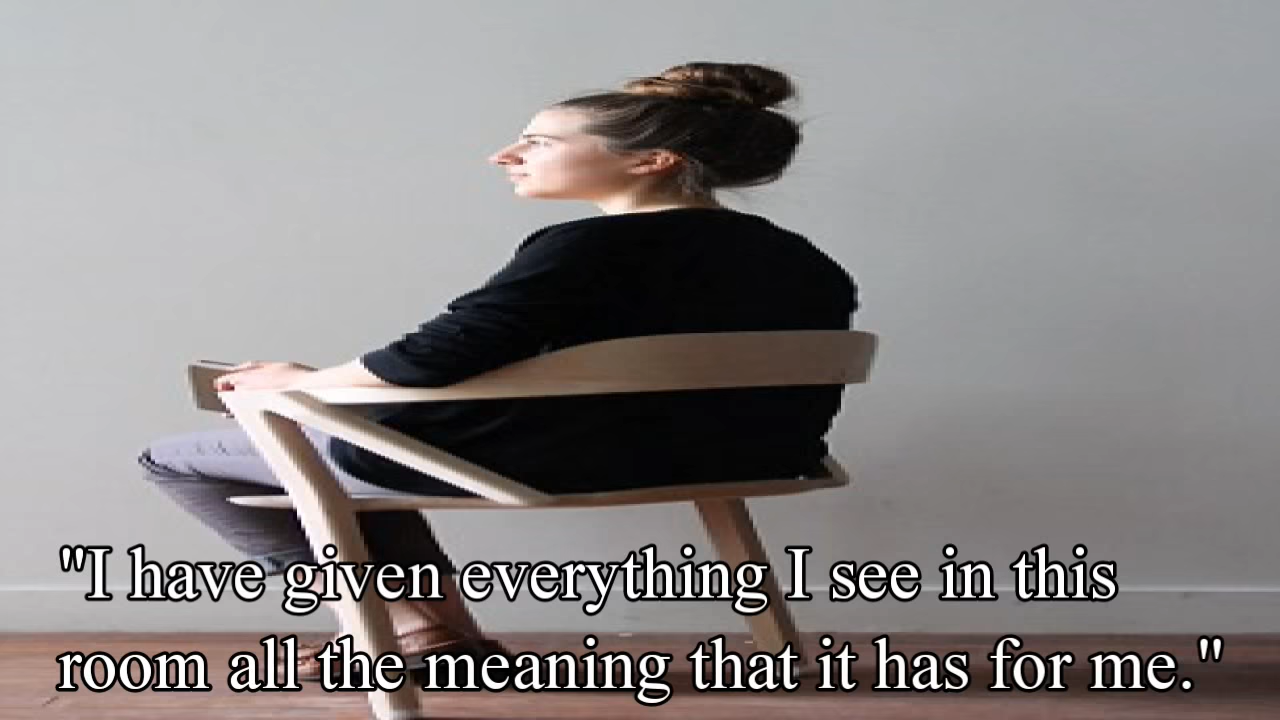 "I have given everything I see in this
room all the meaning that it has for me."